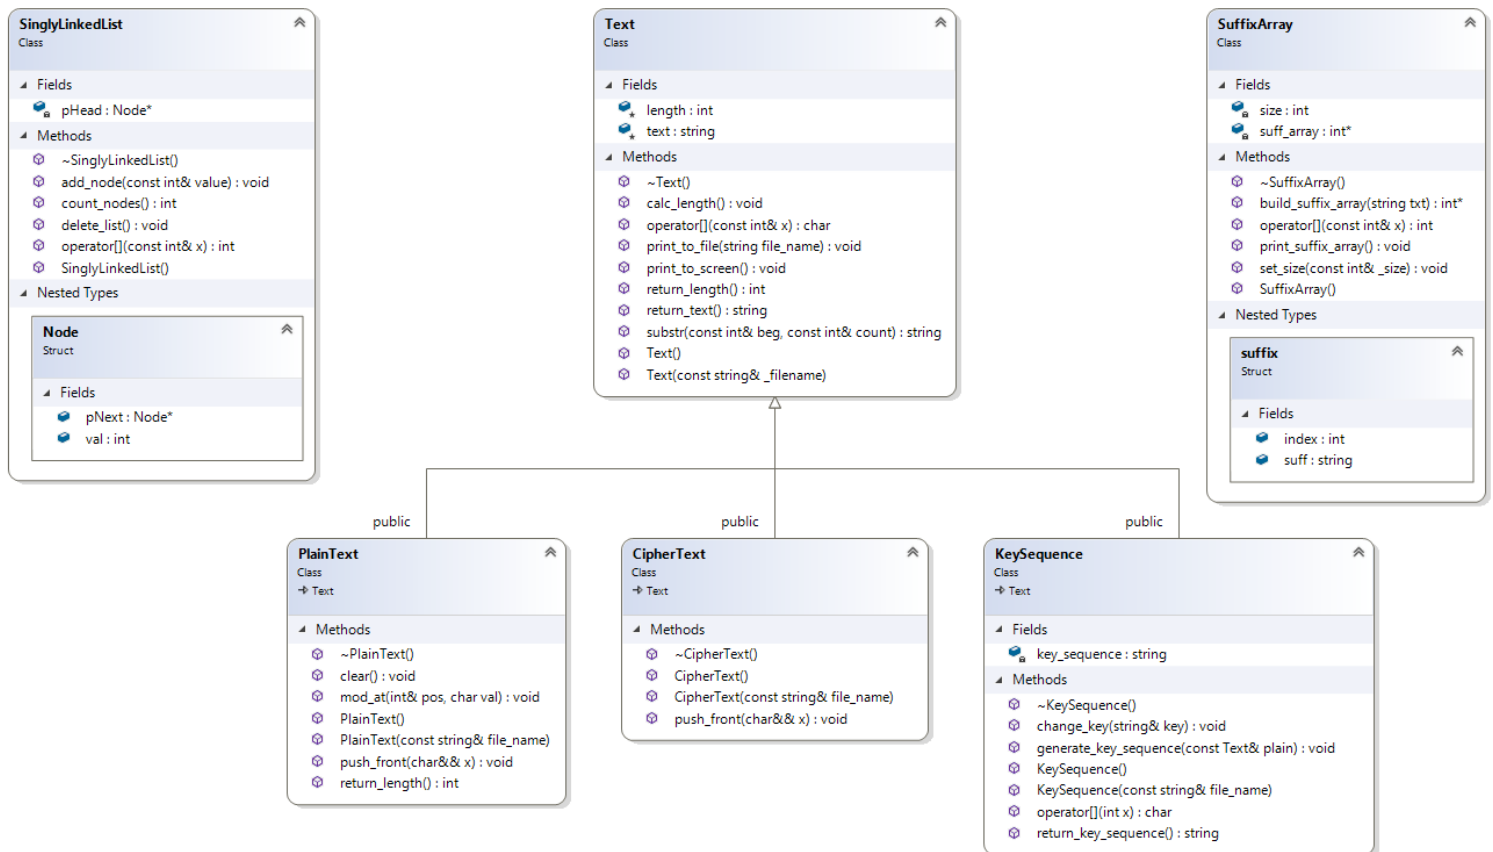 SinglyLinkedList
Class
Fields
pHead : Node*
Methods
~SinglyLinkedList()
add_node(const int& value) : void
count_nodes() : int
delete_list() : void
operator[](const int& x) : int
SinglyLinkedList()
Nested Types
Node
Struct
Fields
pNext : Node*
val : int
Text
Class
Fields
length : int
text : string
Methods
~Text()
calc_length() : void
operator[](const int& x) : char
print_to_file(string file_name) : void
print_to_screen() : void
return_length() : int
return_text() : string
substr(const int& beg, const int& count) : string
Text()
Text(const string& _filename)
SuffixArray
Class
Fields
size : int
suff_array : int*
Methods
~SuffixArray()
build_suffix_array(string txt) : int*
operator[](const int& x) : int
print_suffix_array() : void
set_size(const int& _size) : void
SuffixArray()
Nested Types
suffix
Struct
Fields
index : int
suff : string
public
public
public
PlainText
Class
Text
Methods
~PlainText()
clear() : void
mod_at(int& pos, char val) : void
PlainText()
PlainText(const string& file_name)
push_front(char&& x) : void
return_length() : int
CipherText
Class
Text
Methods
~CipherText()
CipherText()
CipherText(const string& file_name)
push_front(char&& x) : void
KeySequence
Class
Text
Fields
key_sequence : string
Methods
~KeySequence()
change_key(string& key) : void
generate_key_sequence(const Text& plain) : void
KeySequence()
KeySequence(const string& file_name)
operator[](int x) : char
return_key_sequence() : string